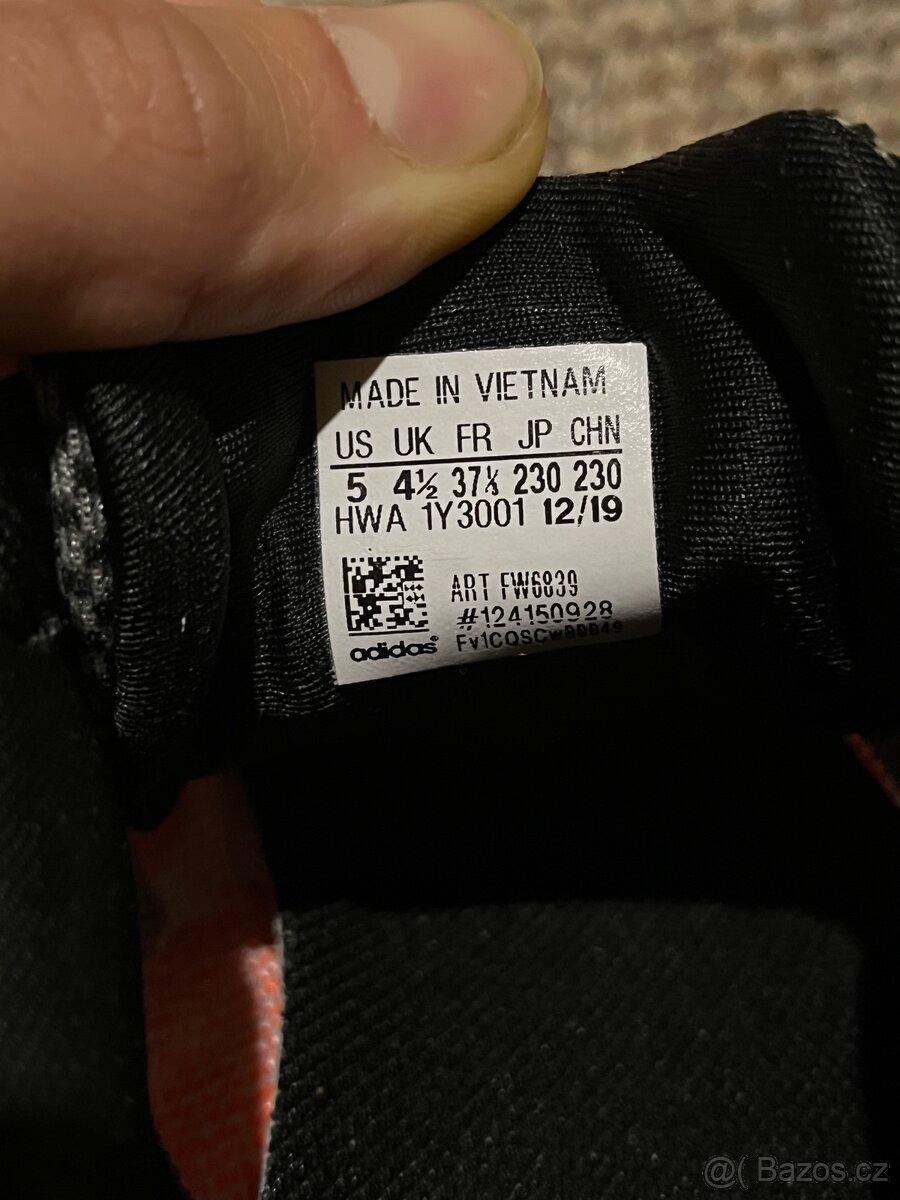 MADE IN VIETNAM
US UK FR JP CHN
5 4½ 37⅓ 230 230
HWA 1Y3001 12/19
ART FW6839
#124150928
adidas®
@( Bazos.cz